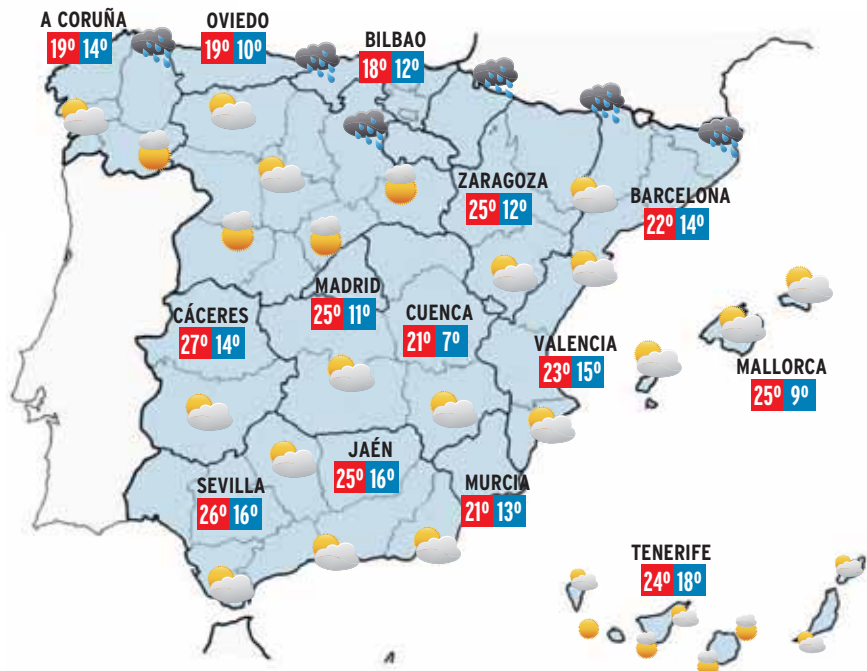 A CORUÑA
19º 14º
OVIEDO
19º 10º
BILBAO
18º 12º
ZARAGOZA
25º 12º
BARCELONA
22º 14º
MADRID
25º 11º
CÁCERES
27º 14º
CUENCA
21º 7º
VALENCIA
23º 15º
MALLORCA
25º 9º
JAÉN
25º 16º
SEVILLA
26º 16º
MURCIA
21º 13º
TENERIFE
24º 18º